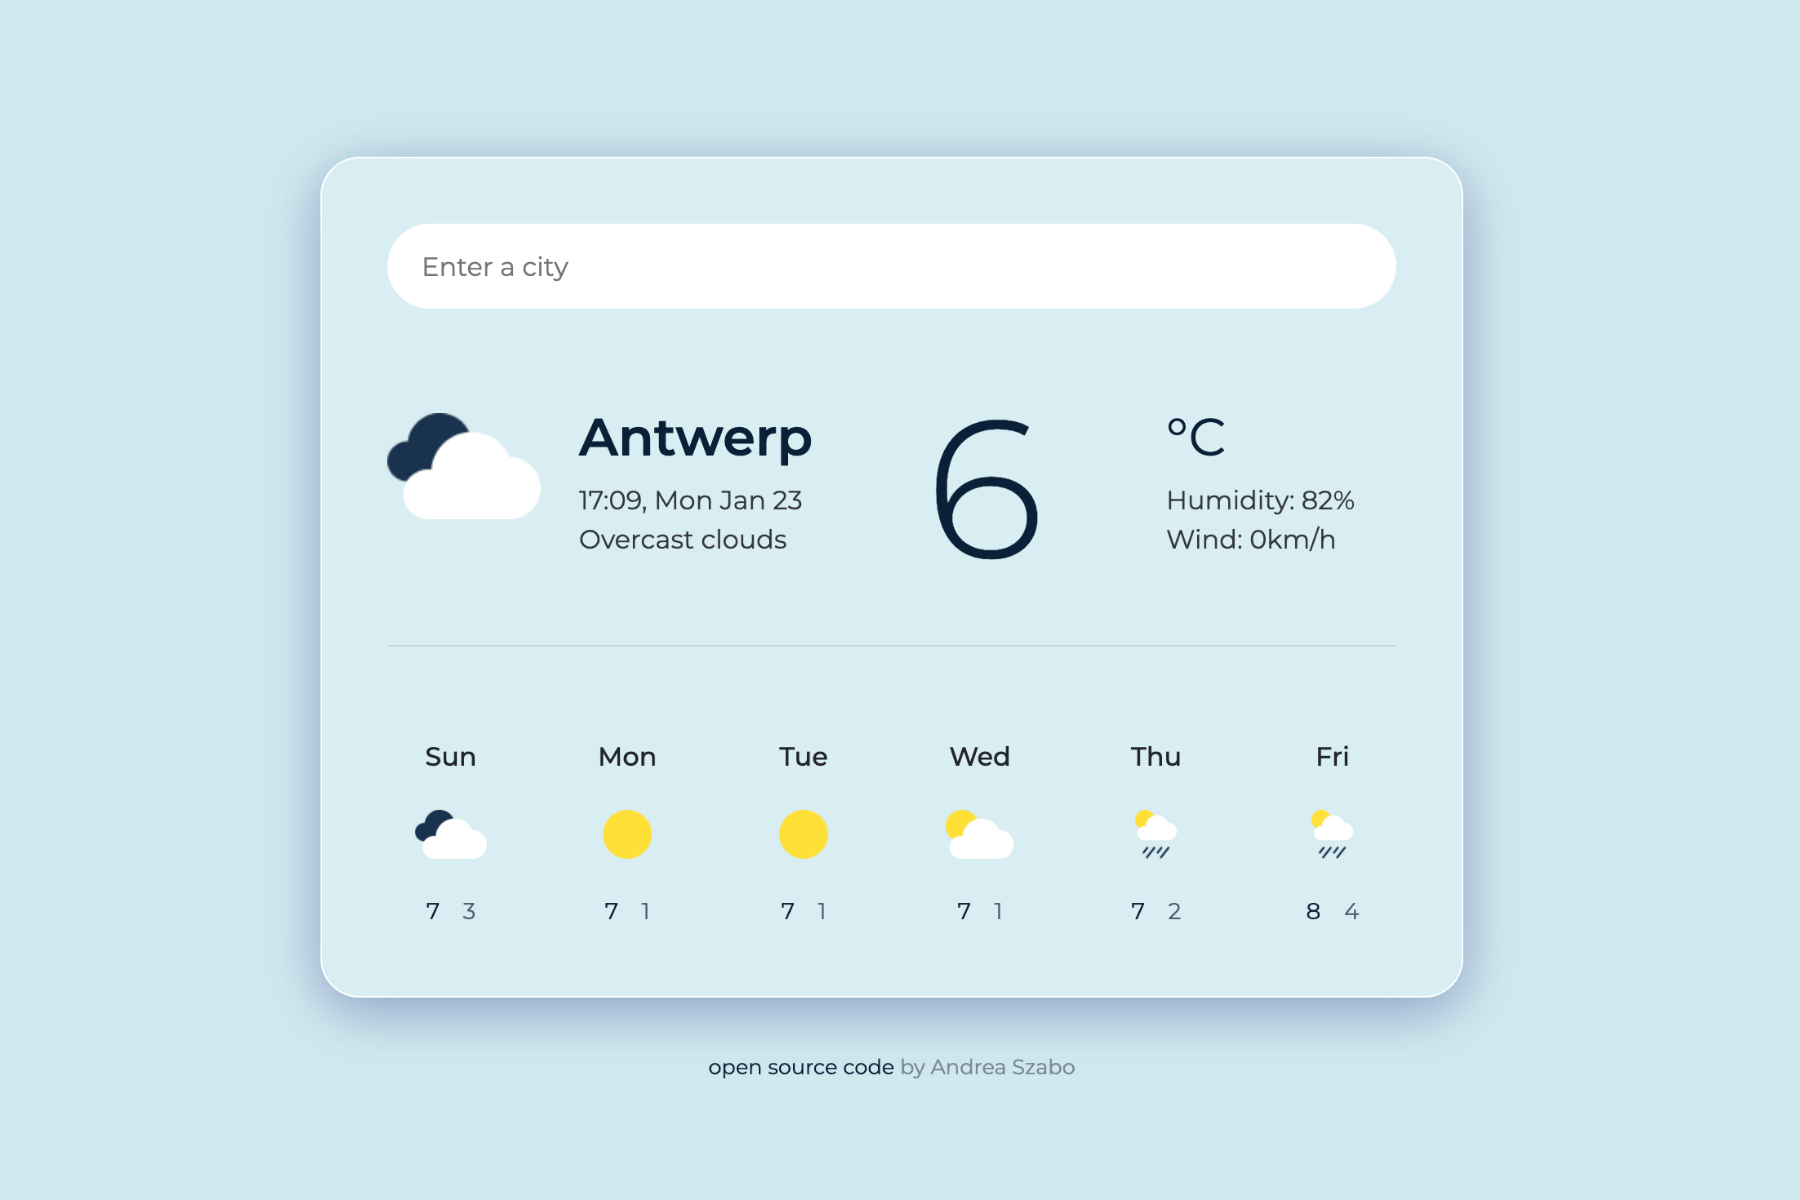 Enter a city
Antwerp
17:09, Mon Jan 23
Overcast clouds
6
°C
Humidity: 82%
Wind: 0km/h
Sun Mon Tue Wed Thu Fri
7 3 7 1 7 1 7 1 7 2 8 4
open source code by Andrea Szabo